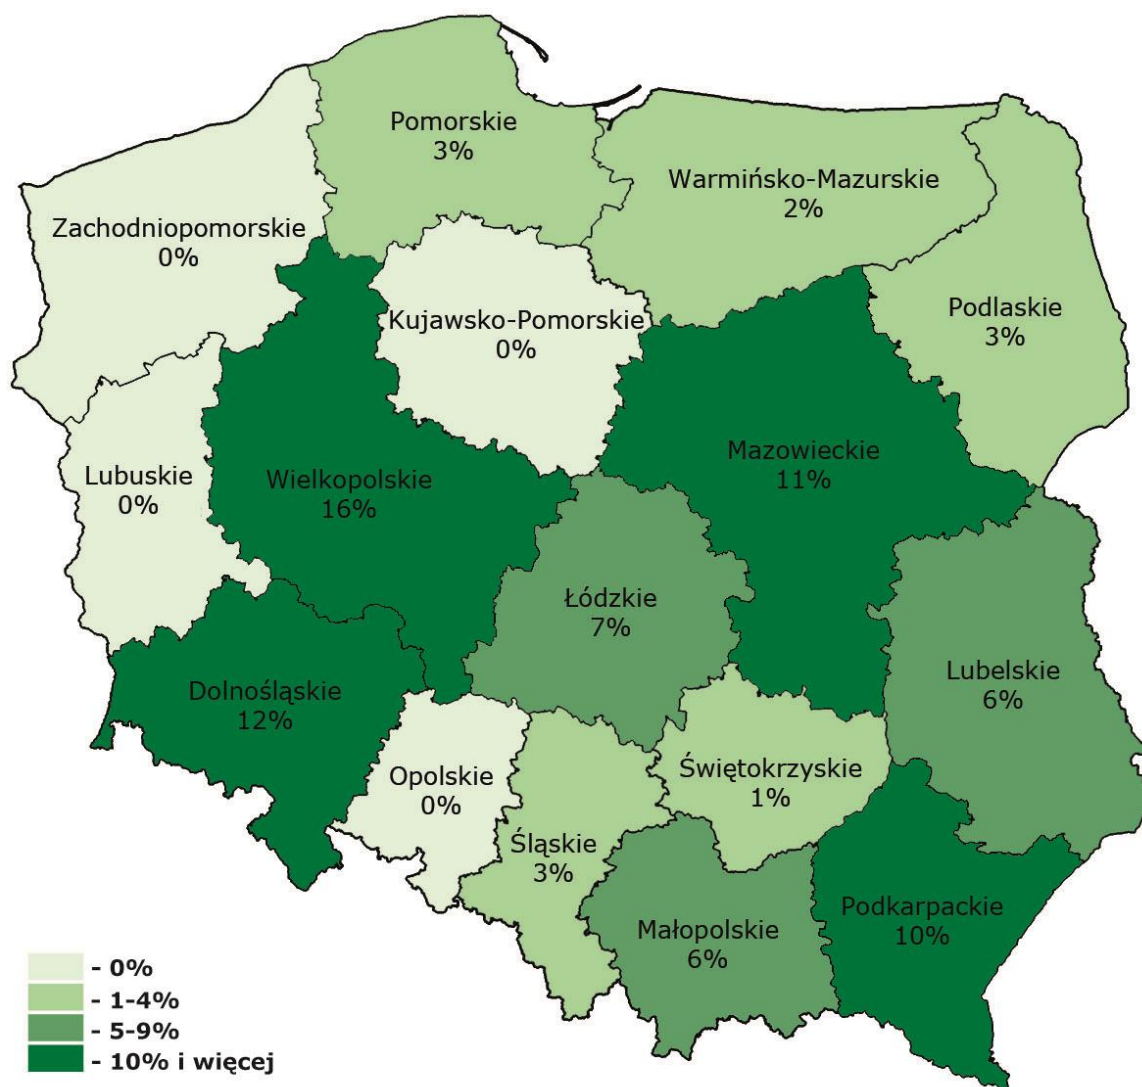 Pomorskie
3%
Warmińsko-Mazurskie
2%
Zachodniopomorskie
0%
Podlaskie
3%
Kujawsko-Pomorskie
0%
Mazowieckie
11%
Lubuskie
0%
Wielkopolskie
16%
Łódzkie
7%
Lubelskie
6%
Dolnośląskie
12%
Opolskie
0%
Świętokrzyskie
1%
Śląskie
3%
Podkarpackie
10%
Małopolskie
6%
- 0%
- 1-4%
- 5-9%
- 10% i więcej